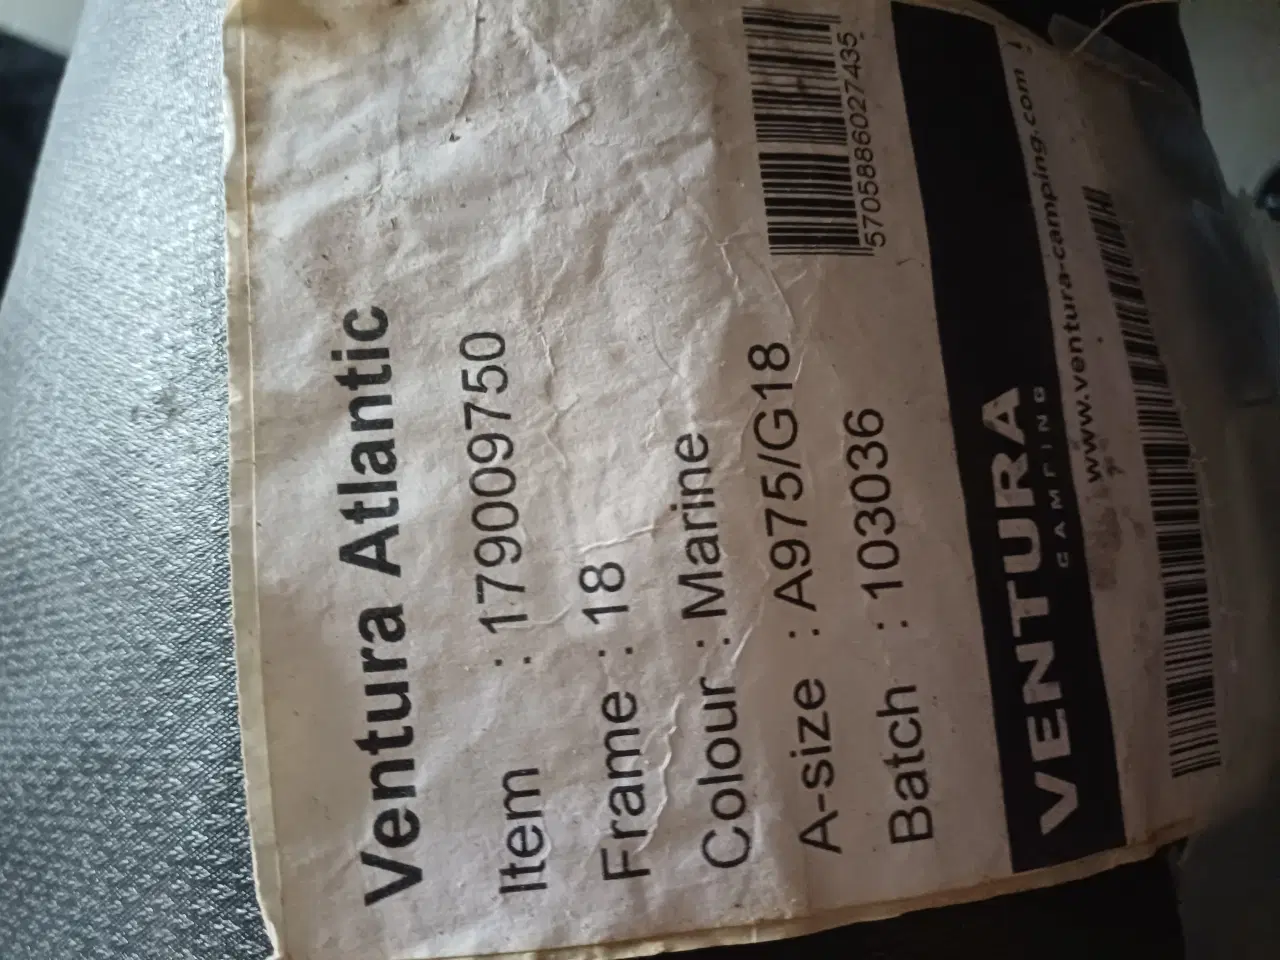 Ventura Atlantic
Item : 179009750
Frame : 18
Colour : Marine
A-size : A975/G18
Batch : 103036
5705886027435
VENTURA
CAMPING
www.ventura-camping.com